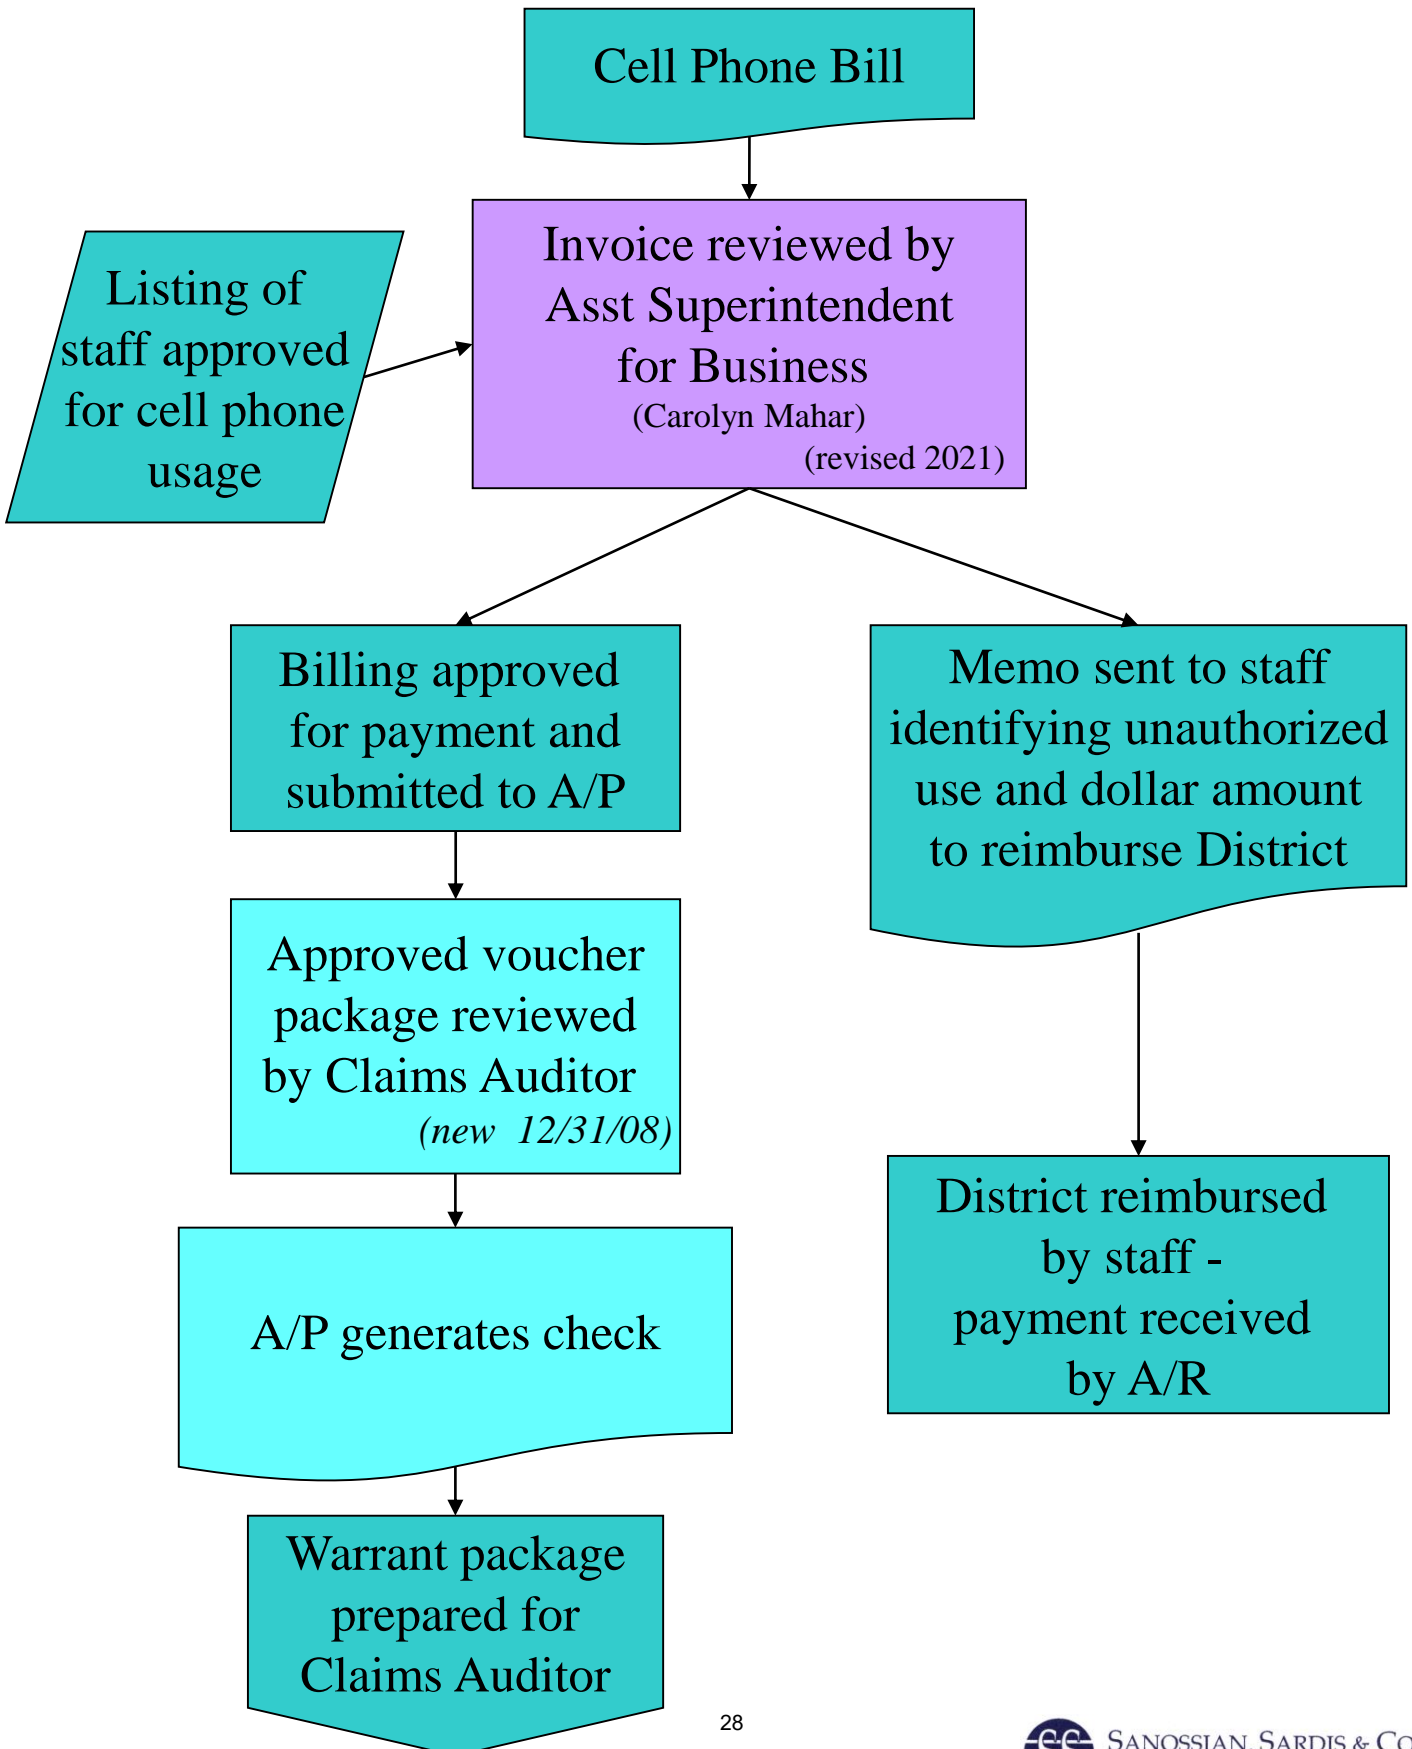 Cell Phone Bill
Invoice reviewed by
Asst Superintendent
for Business
(Carolyn Mahar)
(revised 2021)
Listing of
staff approved
for cell phone
usage
Billing approved
for payment and
submitted to A/P
Memo sent to staff
identifying unauthorized
use and dollar amount
to reimburse District
Approved voucher
package reviewed
by Claims Auditor
(new 12/31/08)
District reimbursed
by staff -
payment received
by A/R
A/P generates check
Warrant package
prepared for
Claims Auditor
28
SANOSSIAN, SARDIS & CO